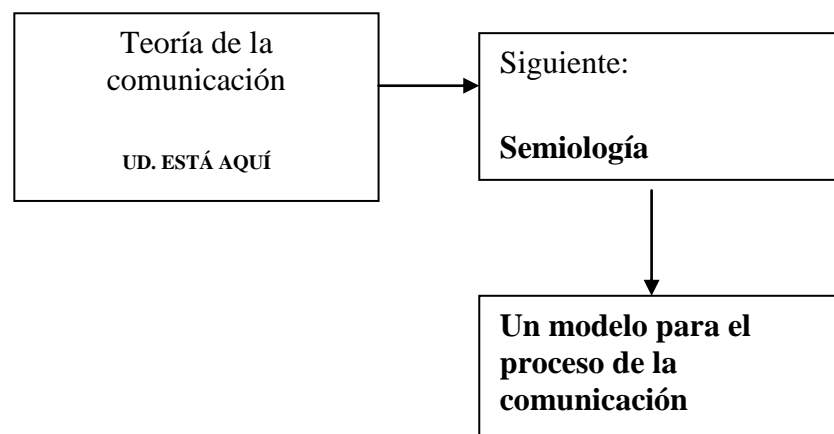 Teoría de la
comunicación
UD. ESTÁ AQUÍ
Siguiente:
Semiología
Un modelo para el
proceso de la
comunicación